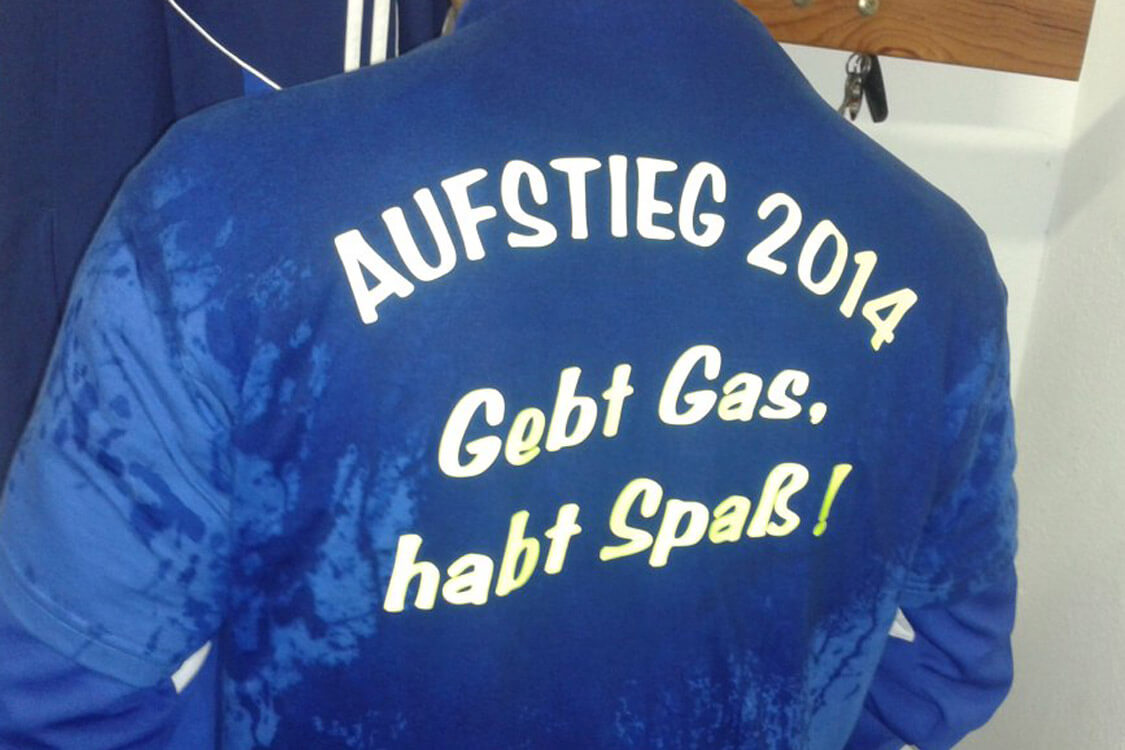 AUFSTIEG 2014
Gebt Gas,
habt Spaß!